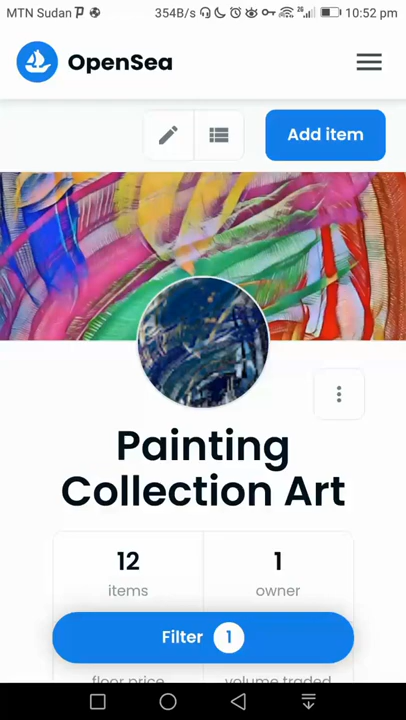 MTN Sudan 354B/s 2G 10:52 pm
OpenSea
Add item
Painting
Collection Art
12 1
items owner
Filter 1
floor price volume traded